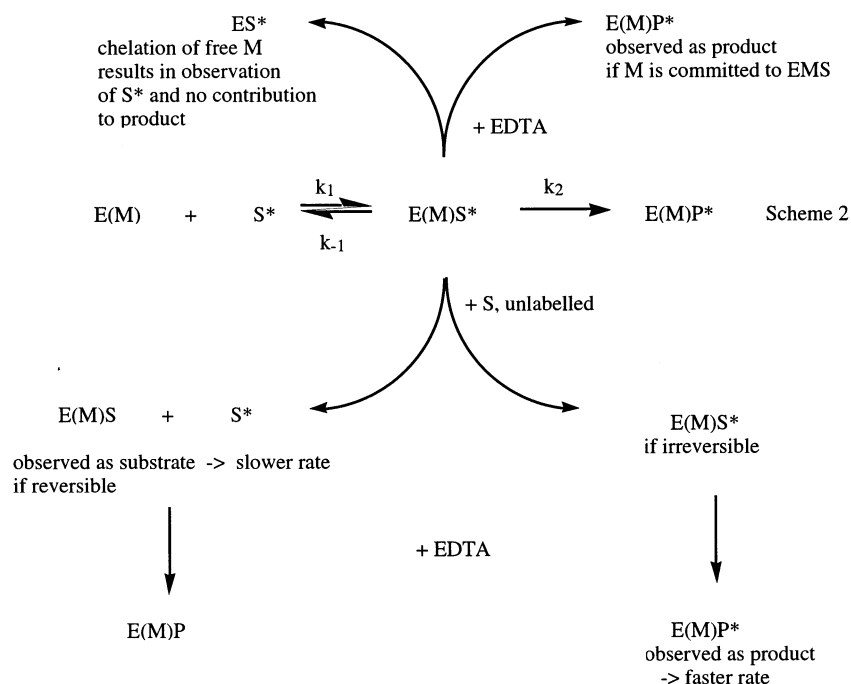 ES*
chelation of free M
results in observation
of S* and no contribution
to product
E(M)P*
observed as product
if M is committed to EMS
+ EDTA
E(M) + S* k1 k-1 E(M)S* k2 E(M)P* Scheme 2
+ S, unlabelled
E(M)S + S*
observed as substrate -> slower rate
if reversible
E(M)S*
if irreversible
+ EDTA
E(M)P
E(M)P*
observed as product
-> faster rate